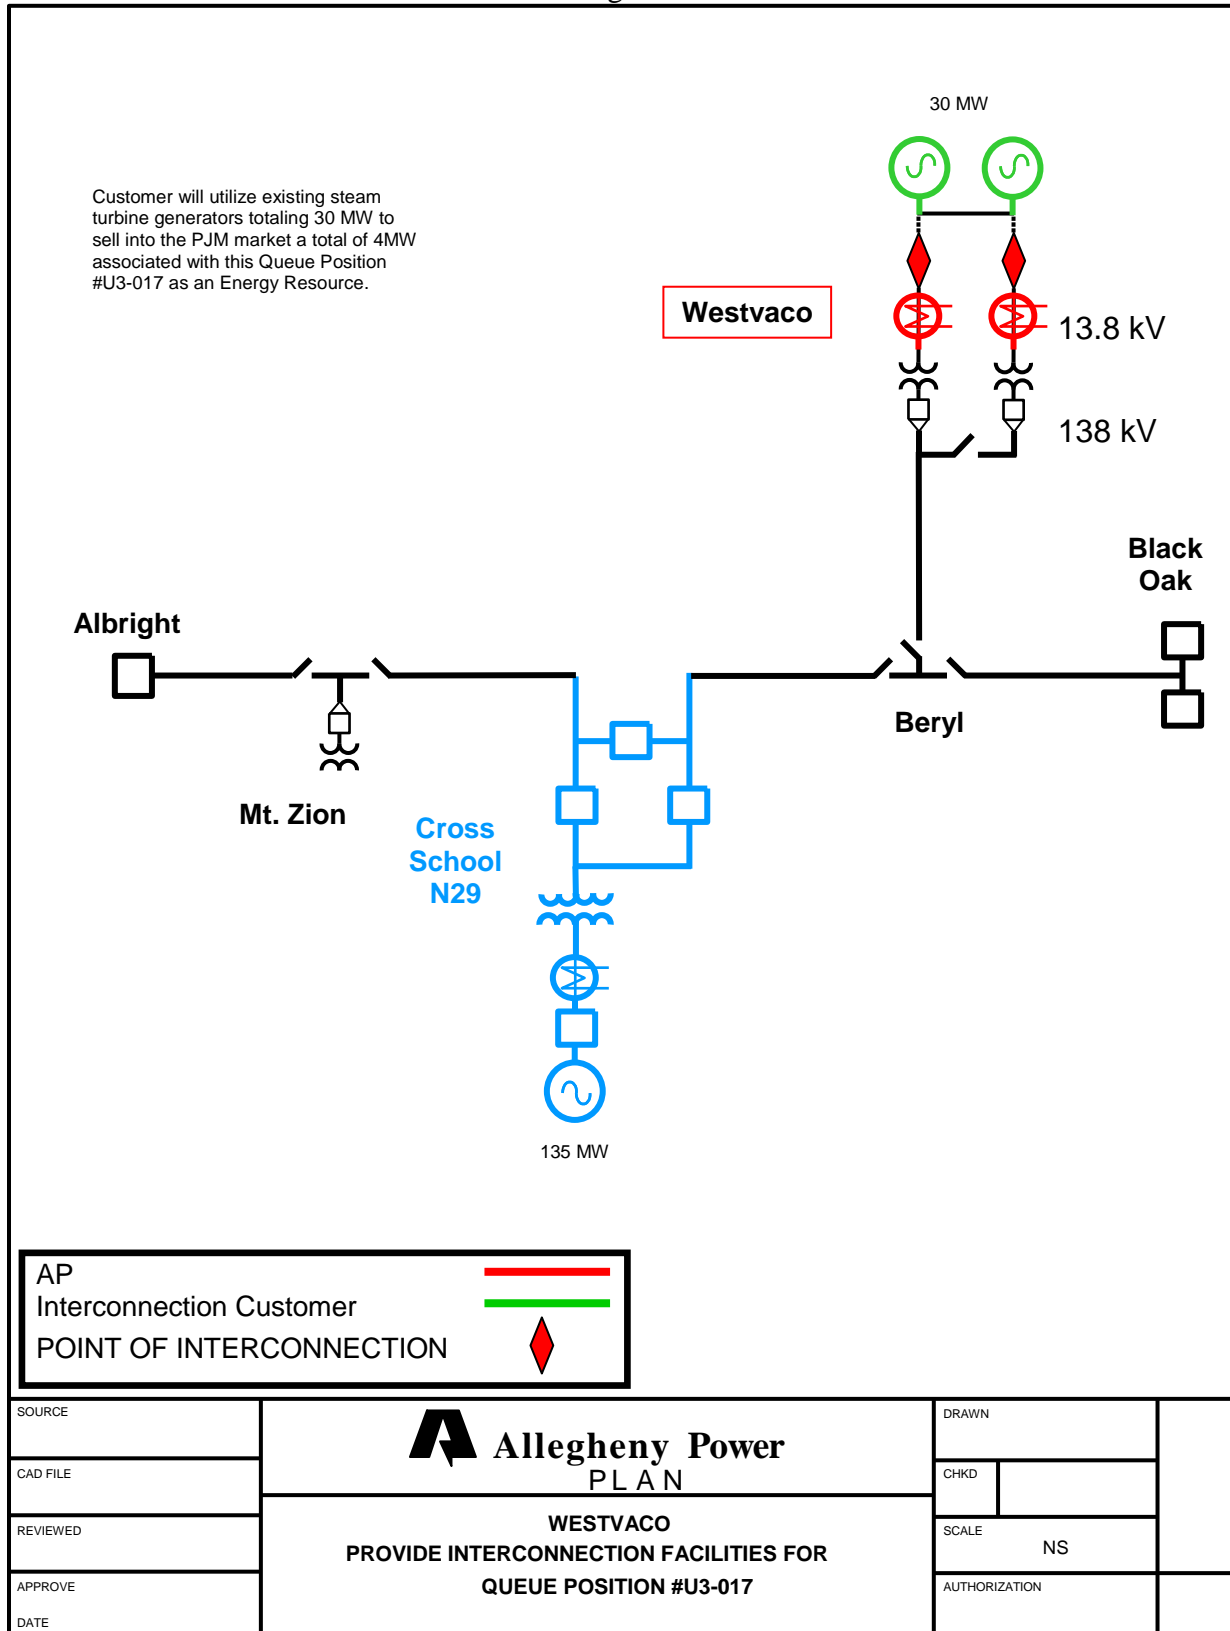 30 MW
Customer will utilize existing steam
turbine generators totaling 30 MW to
sell into the PJM market a total of 4MW
associated with this Queue Position
#U3-017 as an Energy Resource.
Westvaco
13.8 kV
138 kV
Black
Oak
Albright
Beryl
Mt. Zion
Cross
School
N29
135 MW
AP
Interconnection Customer
POINT OF INTERCONNECTION
SOURCE
CAD FILE
REVIEWED
APPROVE
DATE
Allegheny Power
PLAN
WESTVACO
PROVIDE INTERCONNECTION FACILITIES FOR
QUEUE POSITION #U3-017
DRAWN
CHKD
SCALE
NS
AUTHORIZATION